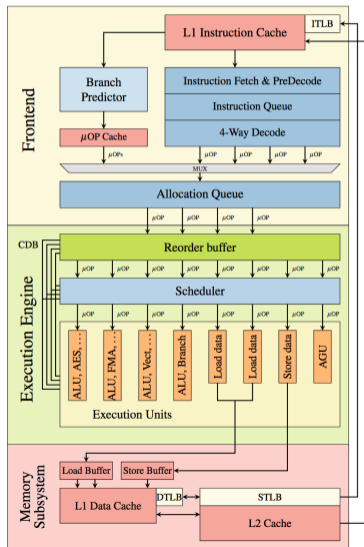 ITLB
L1 Instruction Cache
Frontend
Branch
Predictor
Instruction Fetch & PreDecode
Instruction Queue
μOP Cache
4-Way Decode
μOPs
μOP
μOP
μOP
μOP
MUX
Allocation Queue
μOP
μOP
μOP
μOP
CDB
Reorder buffer
Execution Engine
μOP
μOP
μOP
μOP
μOP
μOP
μOP
μOP
Scheduler
μOP
μOP
μOP
μOP
μOP
μOP
μOP
μOP
ALU, AES, ...
ALU, FMA, ...
ALU, Vect, ...
ALU, Branch
Load data
Load data
Store data
AGU
Execution Units
Memory
Subsystem
Load Buffer
Store Buffer
L1 Data Cache
DTLB
STLB
L2 Cache